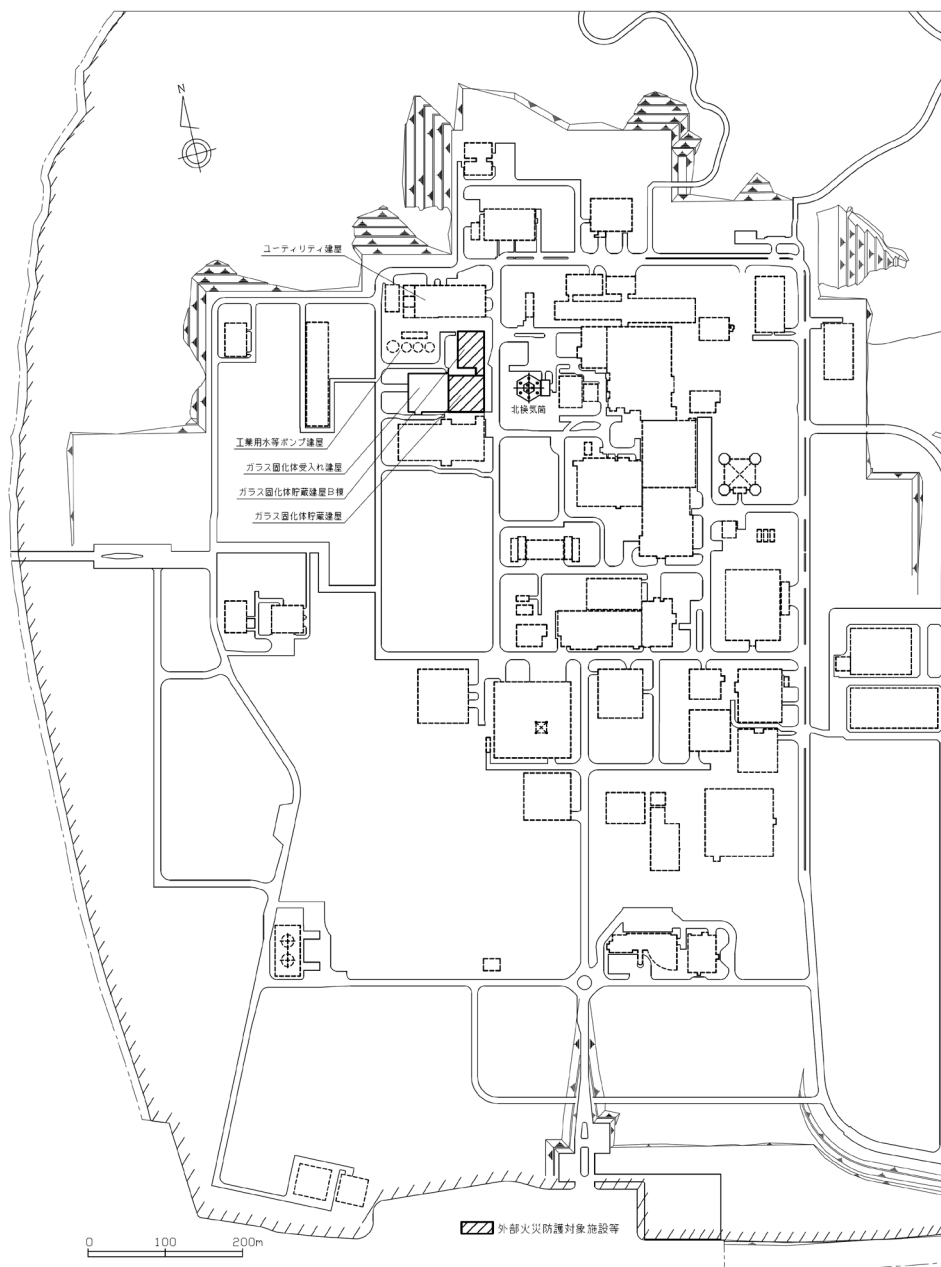 N
ユーティリティ建屋
北換気筒
工業用水等ポンプ建屋
ガラス固化体受入れ建屋
ガラス固化体貯蔵建屋B棟
ガラス固化体貯蔵建屋
外部火災防護対象施設等
0 100 200m